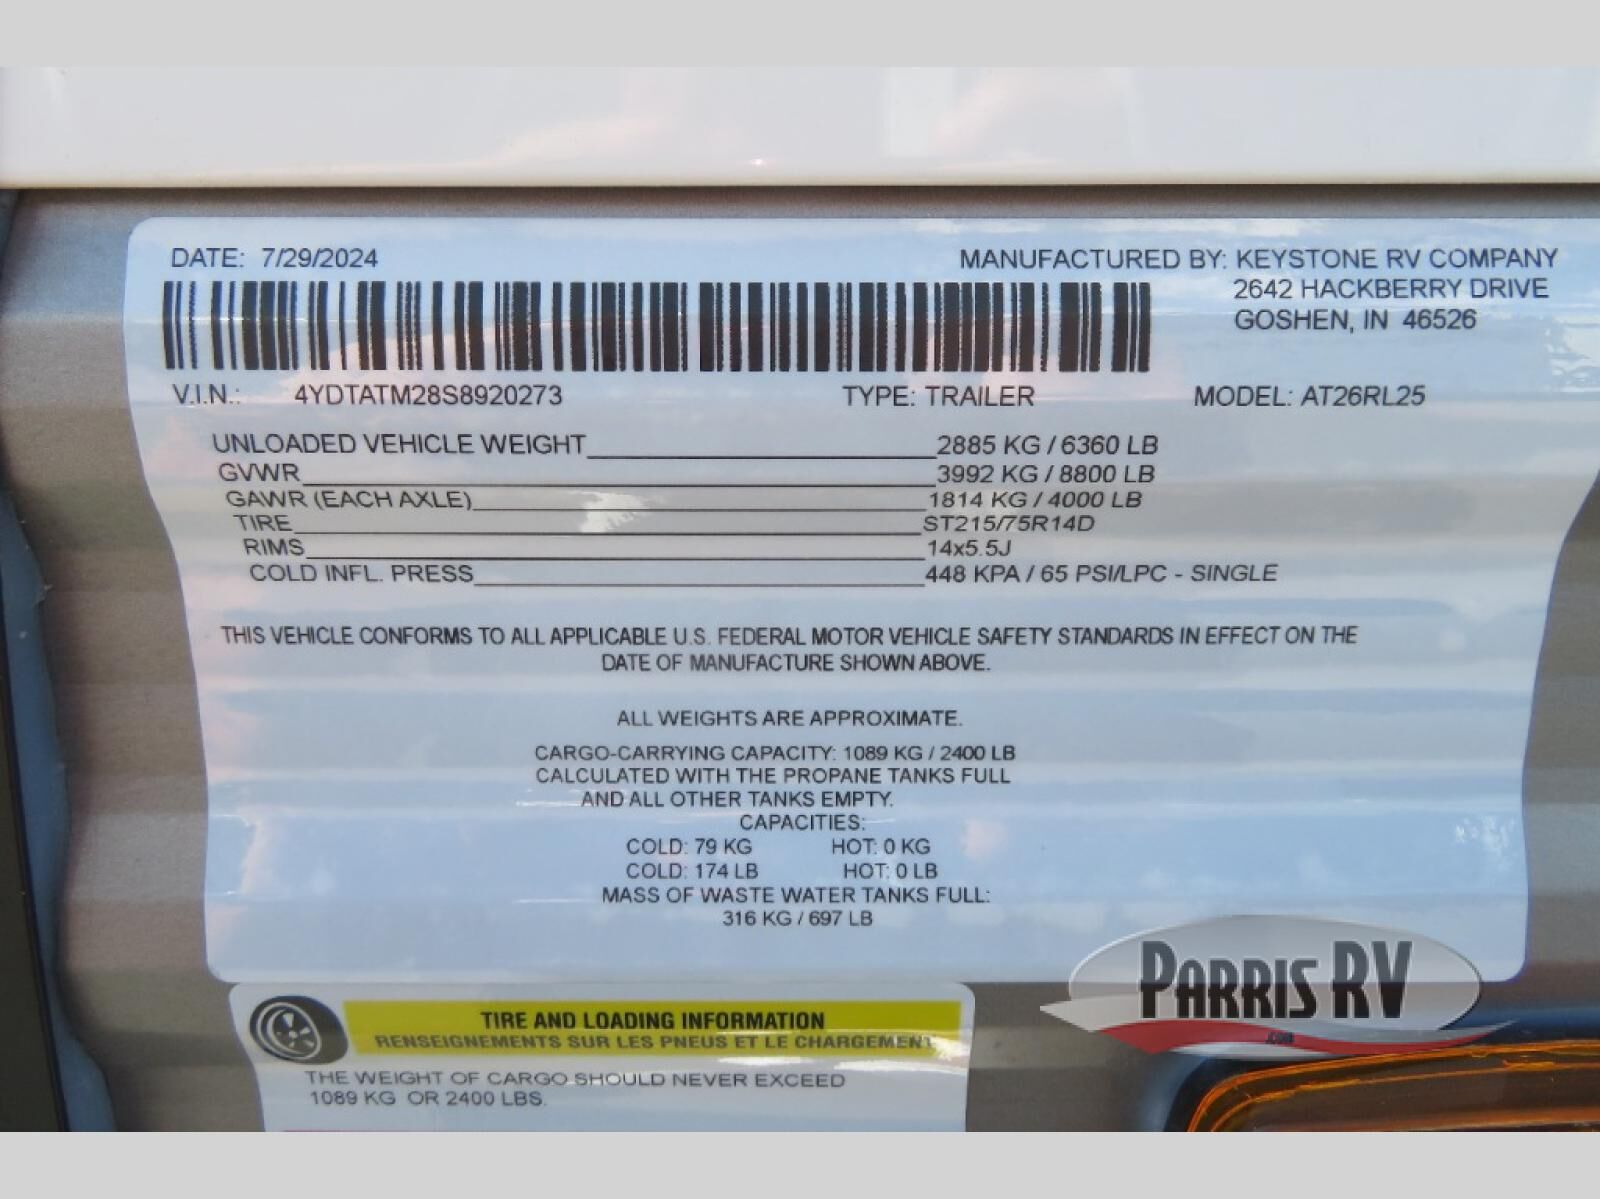 DATE: 7/29/2024
MANUFACTURED BY: KEYSTONE RV COMPANY
2642 HACKBERRY DRIVE
GOSHEN, IN 46526
V.I.N.: 4YDTATM28S8920273 TYPE: TRAILER MODEL: AT26RL25
UNLOADED VEHICLE WEIGHT 2885 KG / 6360 LB
GVWR 3992 KG / 8800 LB
GAWR (EACH AXLE) 1814 KG / 4000 LB
TIRE ST215/75R14D
RIMS 14x5.5J
COLD INFL. PRESS 448 KPA / 65 PSI/LPC - SINGLE
THIS VEHICLE CONFORMS TO ALL APPLICABLE U.S. FEDERAL MOTOR VEHICLE SAFETY STANDARDS IN EFFECT ON THE
DATE OF MANUFACTURE SHOWN ABOVE.
ALL WEIGHTS ARE APPROXIMATE.
CARGO-CARRYING CAPACITY: 1089 KG / 2400 LB
CALCULATED WITH THE PROPANE TANKS FULL
AND ALL OTHER TANKS EMPTY.
CAPACITIES:
COLD: 79 KG HOT: 0 KG
COLD: 174 LB HOT: 0 LB
MASS OF WASTE WATER TANKS FULL:
316 KG / 697 LB
PARRIS RV
.COM
TIRE AND LOADING INFORMATION
RENSEIGNEMENTS SUR LES PNEUS ET LE CHARGEMENT
THE WEIGHT OF CARGO SHOULD NEVER EXCEED
1089 KG OR 2400 LBS.